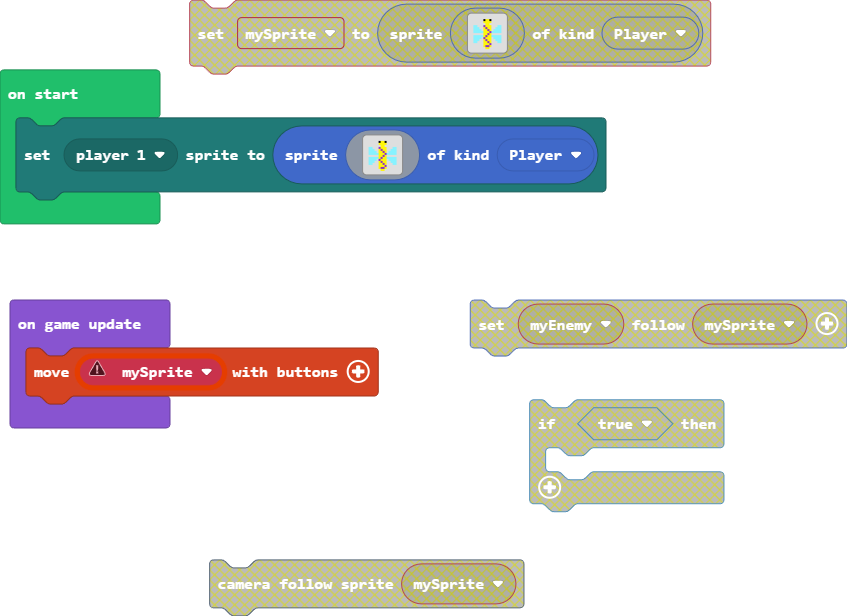 set mySprite to sprite of kind Player
on start
set player 1 sprite to sprite of kind Player
on game update
move mySprite with buttons
set myEnemy follow mySprite
if true then
camera follow sprite mySprite